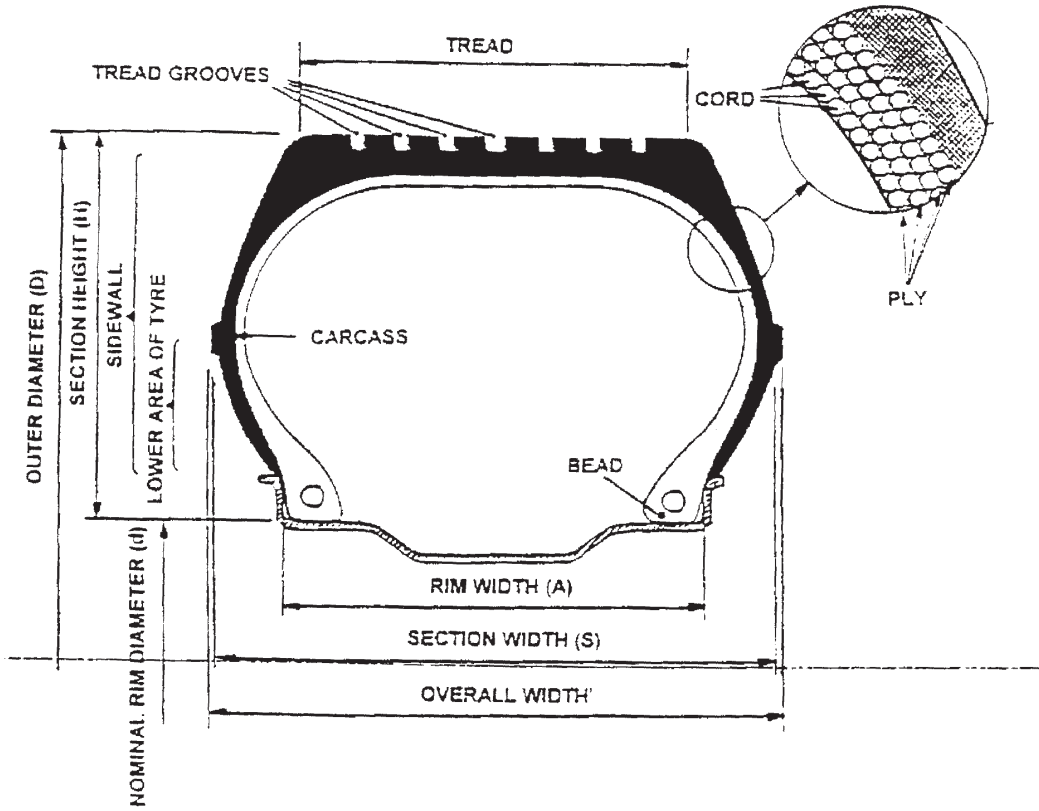 TREAD
TREAD GROOVES
CORD
PLY
OUTER DIAMETER (D)
SECTION HEIGHT (H)
SIDEWALL
LOWER AREA OF TYRE
CARCASS
BEAD
NOMINAL RIM DIAMETER (d)
RIM WIDTH (A)
SECTION WIDTH (S)
OVERALL WIDTH